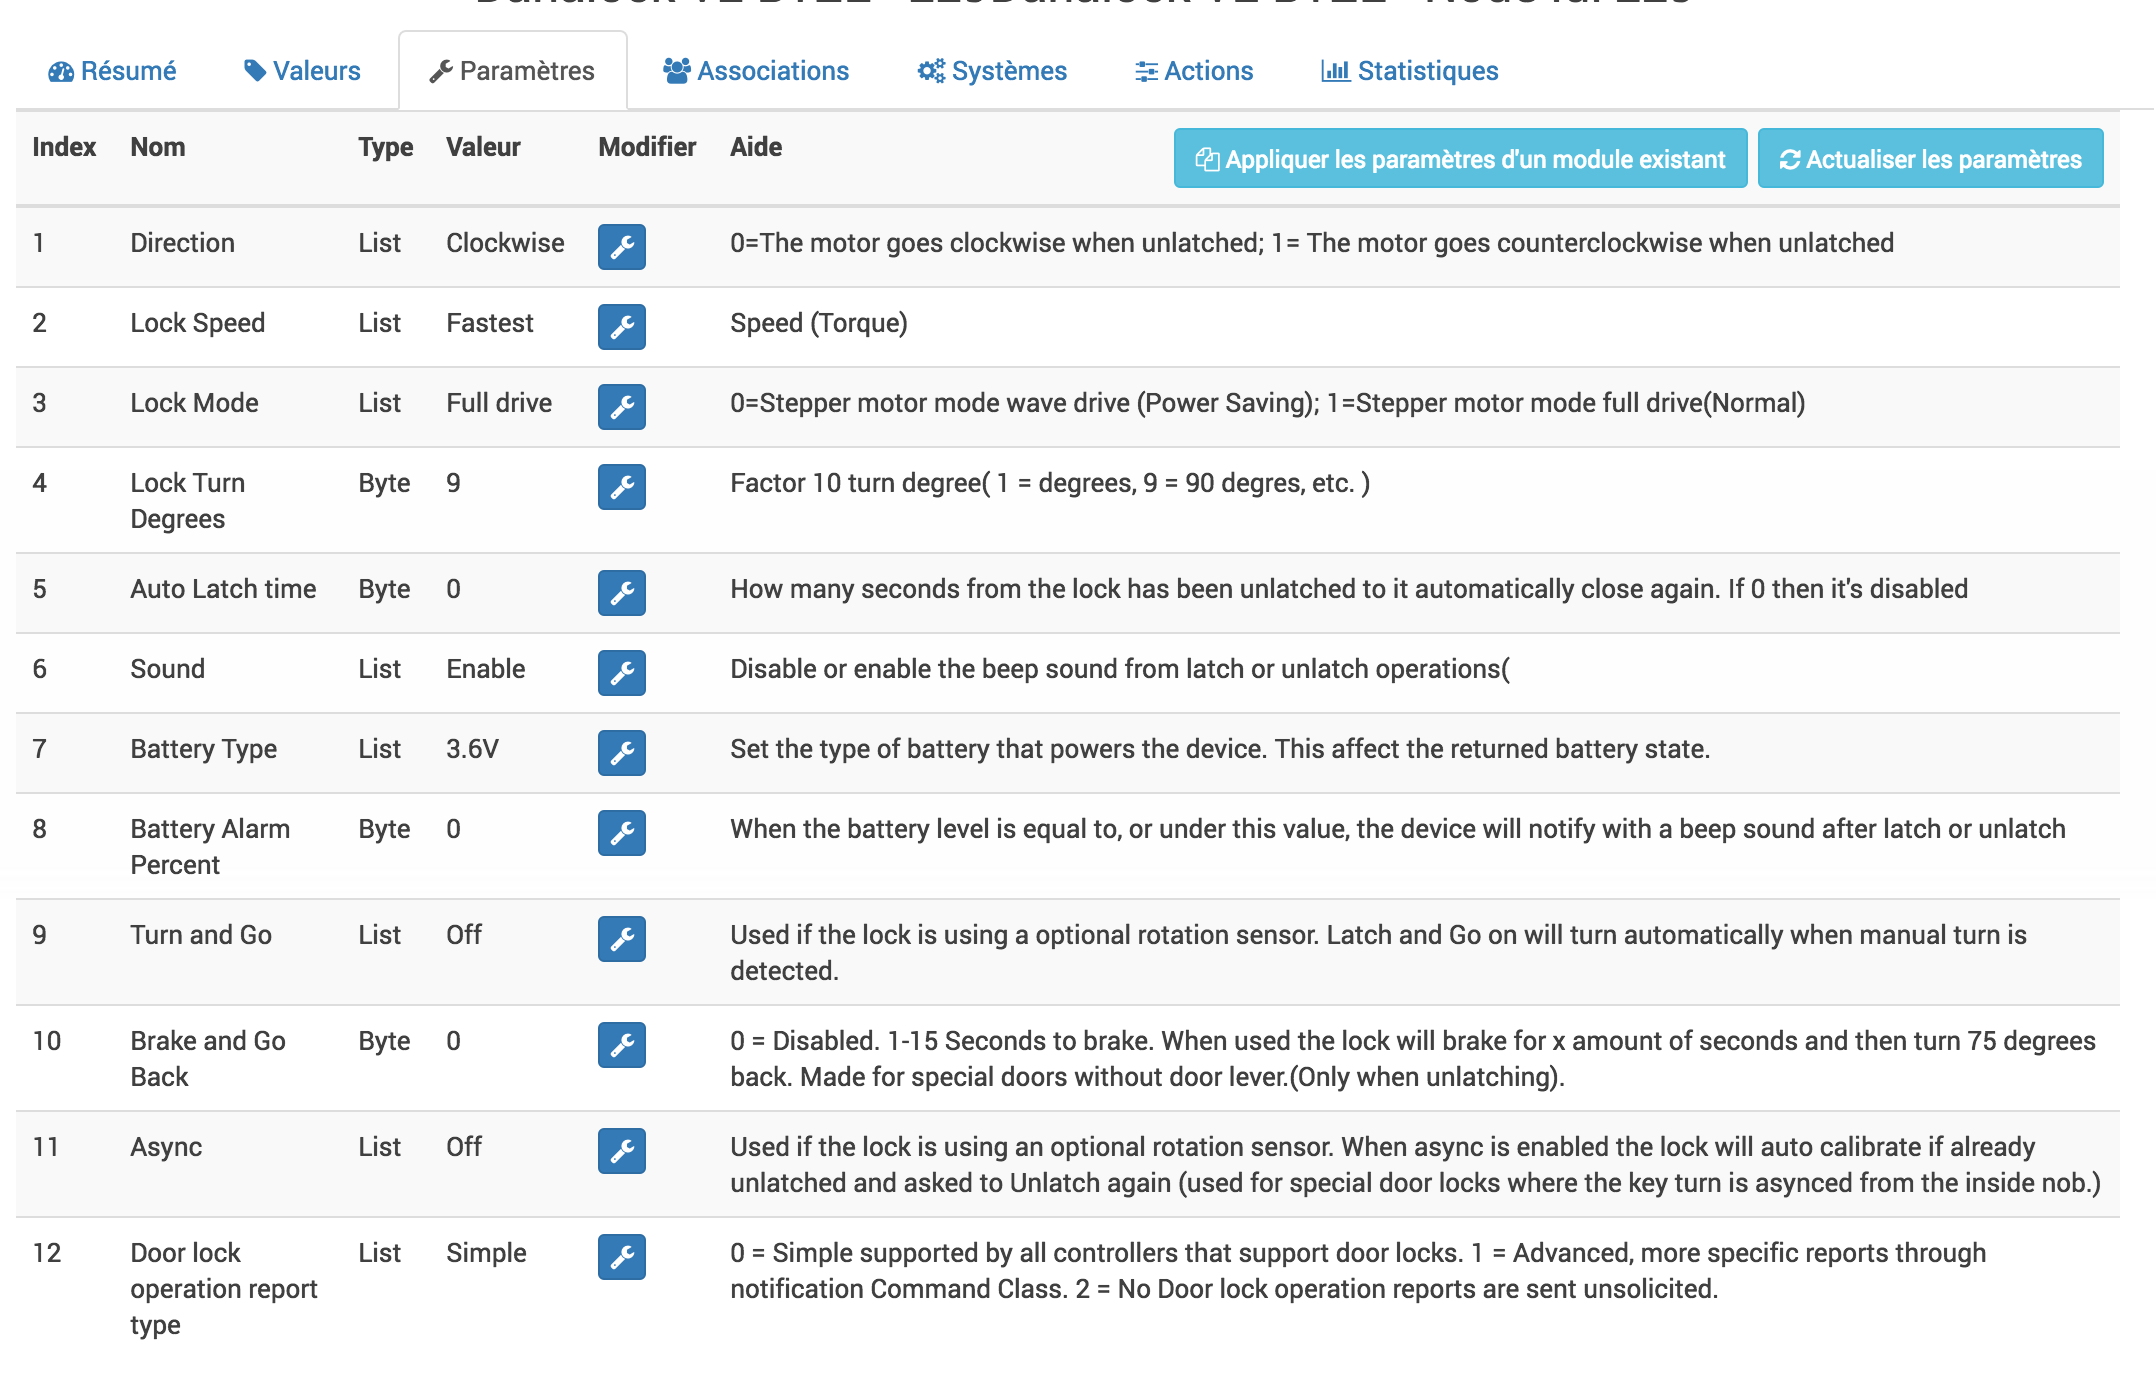 Résumé Valeurs Paramètres Associations Systèmes Actions Statistiques
Index Nom Type Valeur Modifier Aide Appliquer les paramètres d'un module existant Actualiser les paramètres
1 Direction List Clockwise 0=The motor goes clockwise when unlatched; 1= The motor goes counterclockwise when unlatched
2 Lock Speed List Fastest Speed (Torque)
3 Lock Mode List Full drive 0=Stepper motor mode wave drive (Power Saving); 1=Stepper motor mode full drive(Normal)
4 Lock Turn Byte 9 Factor 10 turn degree( 1 = degrees, 9 = 90 degres, etc. )
Degrees
5 Auto Latch time Byte 0 How many seconds from the lock has been unlatched to it automatically close again. If 0 then it's disabled
6 Sound List Enable Disable or enable the beep sound from latch or unlatch operations(
7 Battery Type List 3.6V Set the type of battery that powers the device. This affect the returned battery state.
8 Battery Alarm Byte 0 When the battery level is equal to, or under this value, the device will notify with a beep sound after latch or unlatch
Percent
9 Turn and Go List Off Used if the lock is using a optional rotation sensor. Latch and Go on will turn automatically when manual turn is
detected.
10 Brake and Go Byte 0 0 = Disabled. 1-15 Seconds to brake. When used the lock will brake for x amount of seconds and then turn 75 degrees
Back back. Made for special doors without door lever.(Only when unlatching).
11 Async List Off Used if the lock is using an optional rotation sensor. When async is enabled the lock will auto calibrate if already
unlatched and asked to Unlatch again (used for special door locks where the key turn is asynced from the inside nob.)
12 Door lock List Simple 0 = Simple supported by all controllers that support door locks. 1 = Advanced, more specific reports through
operation report notification Command Class. 2 = No Door lock operation reports are sent unsolicited.
type